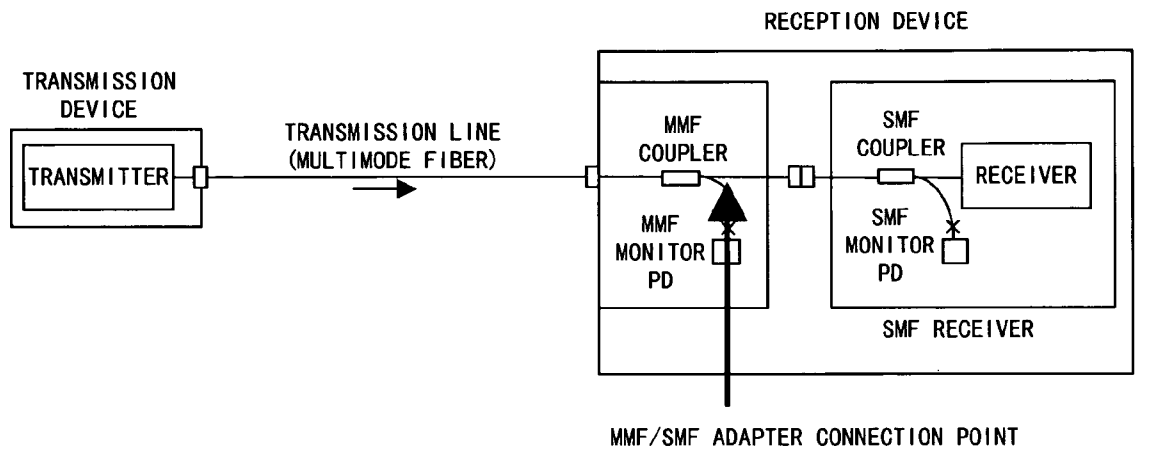 RECEPTION DEVICE
TRANSMISSION
DEVICE
TRANSMITTER
TRANSMISSION LINE
(MULTIMODE FIBER)
MMF
COUPLER
MMF
MONITOR
PD
SMF
COUPLER
RECEIVER
SMF
MONITOR
PD
SMF RECEIVER
MMF/SMF ADAPTER CONNECTION POINT